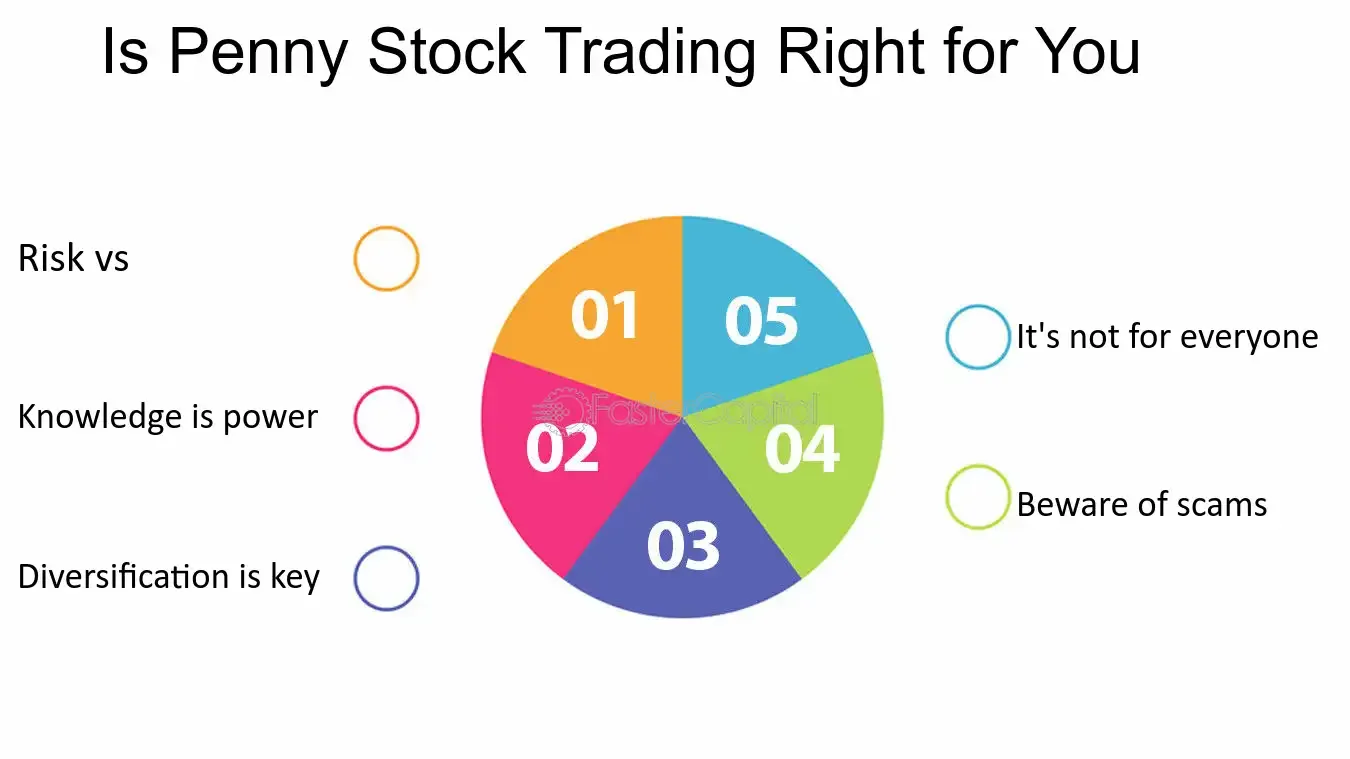 Is Penny Stock Trading Right for You
Risk vs
Knowledge is power
Diversification is key
01
02
03
04
05
FasterCapital
It's not for everyone
Beware of scams